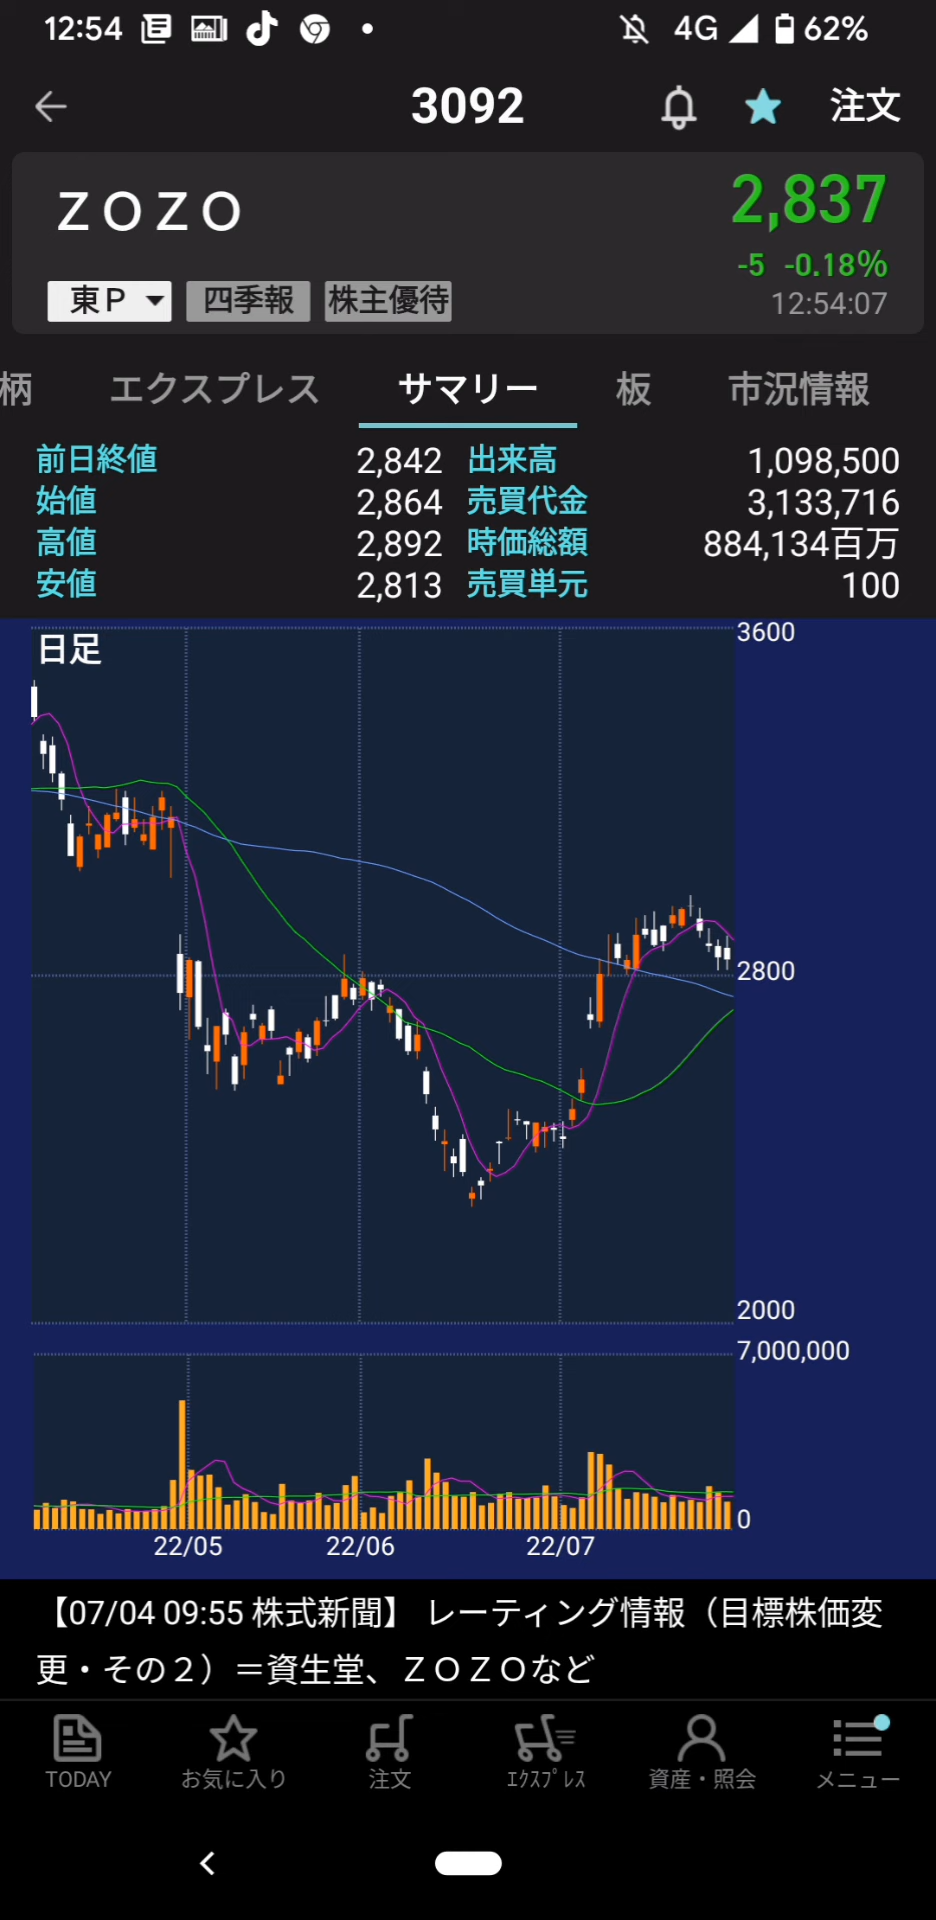 12:54 4G 62%
3092 注文
ＺＯＺＯ 2,837
-5 -0.18%
東Ｐ 四季報 株主優待 12:54:07
柄 エクスプレス サマリー 板 市況情報
前日終値 2,842 出来高 1,098,500
始値 2,864 売買代金 3,133,716
高値 2,892 時価総額 884,134百万
安値 2,813 売買単元 100
日足 3600
2800
2000
7,000,000
0
22/05 22/06 22/07
【07/04 09:55 株式新聞】 レーティング情報（目標株価変
更・その２）＝資生堂、ＺＯＺＯなど
TODAY お気に入り 注文 ｴｸｽﾌﾟﾚｽ 資産・照会 メニュー